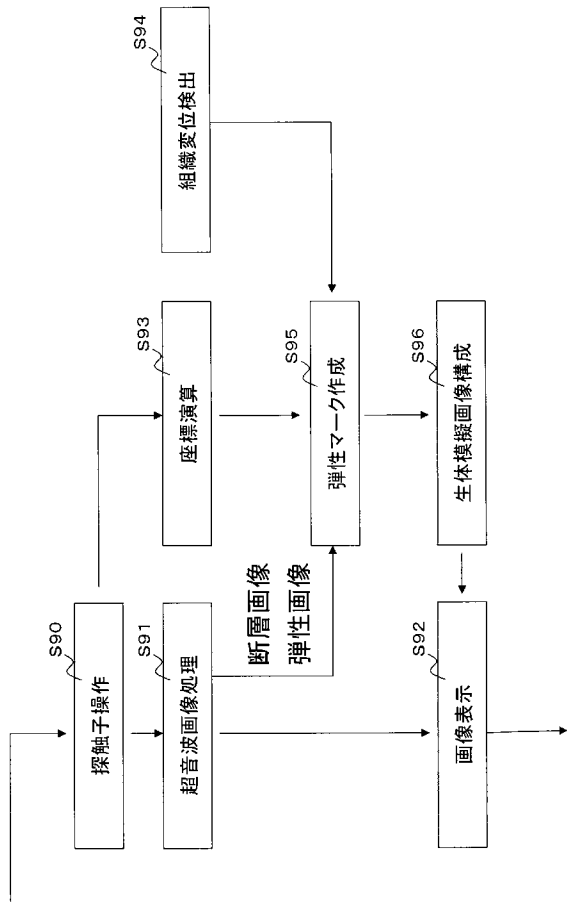 S90
探触子操作
S91
超音波画像処理
断層画像
弾性画像
S92
画像表示
S93
座標演算
S94
組織変位検出
S95
弾性マーク作成
S96
生体模擬画像構成